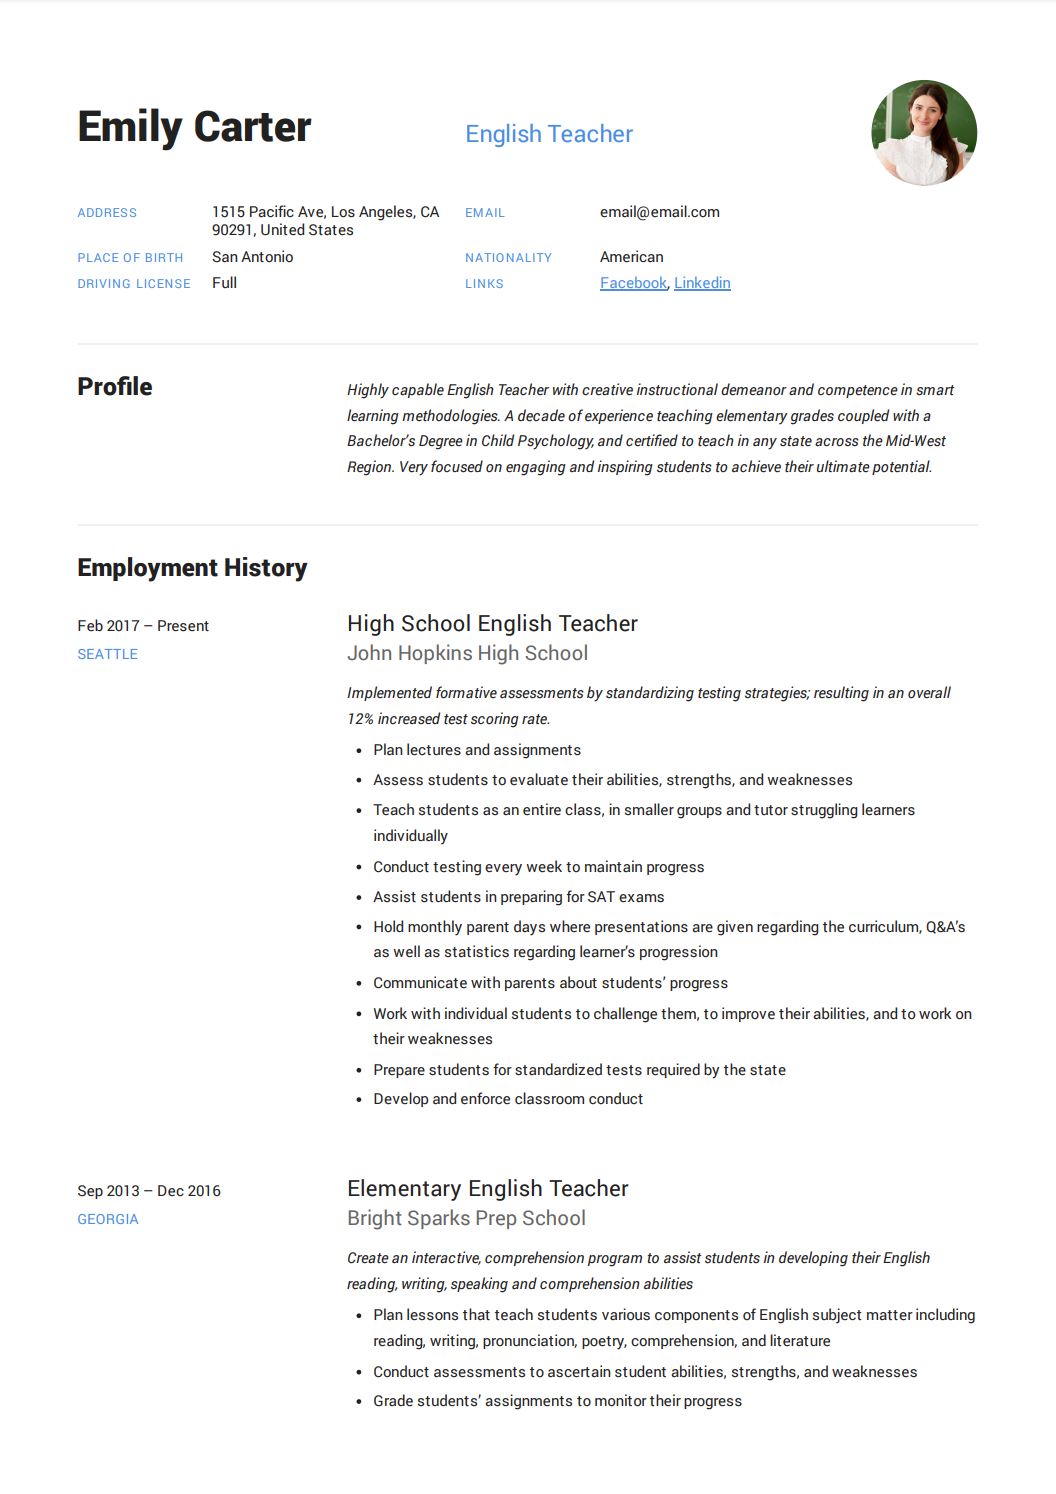 Emily Carter
English Teacher
ADDRESS
1515 Pacific Ave, Los Angeles, CA
90291, United States
EMAIL
email@email.com
PLACE OF BIRTH
San Antonio
NATIONALITY
American
DRIVING LICENSE
Full
LINKS
Facebook, Linkedin
Profile
Highly capable English Teacher with creative instructional demeanor and competence in smart
learning methodologies. A decade of experience teaching elementary grades coupled with a
Bachelor's Degree in Child Psychology, and certified to teach in any state across the Mid-West
Region. Very focused on engaging and inspiring students to achieve their ultimate potential.
Employment History
Feb 2017 – Present
SEATTLE
High School English Teacher
John Hopkins High School
Implemented formative assessments by standardizing testing strategies; resulting in an overall
12% increased test scoring rate.
• Plan lectures and assignments
• Assess students to evaluate their abilities, strengths, and weaknesses
• Teach students as an entire class, in smaller groups and tutor struggling learners
individually
• Conduct testing every week to maintain progress
• Assist students in preparing for SAT exams
• Hold monthly parent days where presentations are given regarding the curriculum, Q&A's
as well as statistics regarding learner's progression
• Communicate with parents about students' progress
• Work with individual students to challenge them, to improve their abilities, and to work on
their weaknesses
• Prepare students for standardized tests required by the state
• Develop and enforce classroom conduct
Sep 2013 – Dec 2016
GEORGIA
Elementary English Teacher
Bright Sparks Prep School
Create an interactive, comprehension program to assist students in developing their English
reading, writing, speaking and comprehension abilities
• Plan lessons that teach students various components of English subject matter including
reading, writing, pronunciation, poetry, comprehension, and literature
• Conduct assessments to ascertain student abilities, strengths, and weaknesses
• Grade students' assignments to monitor their progress